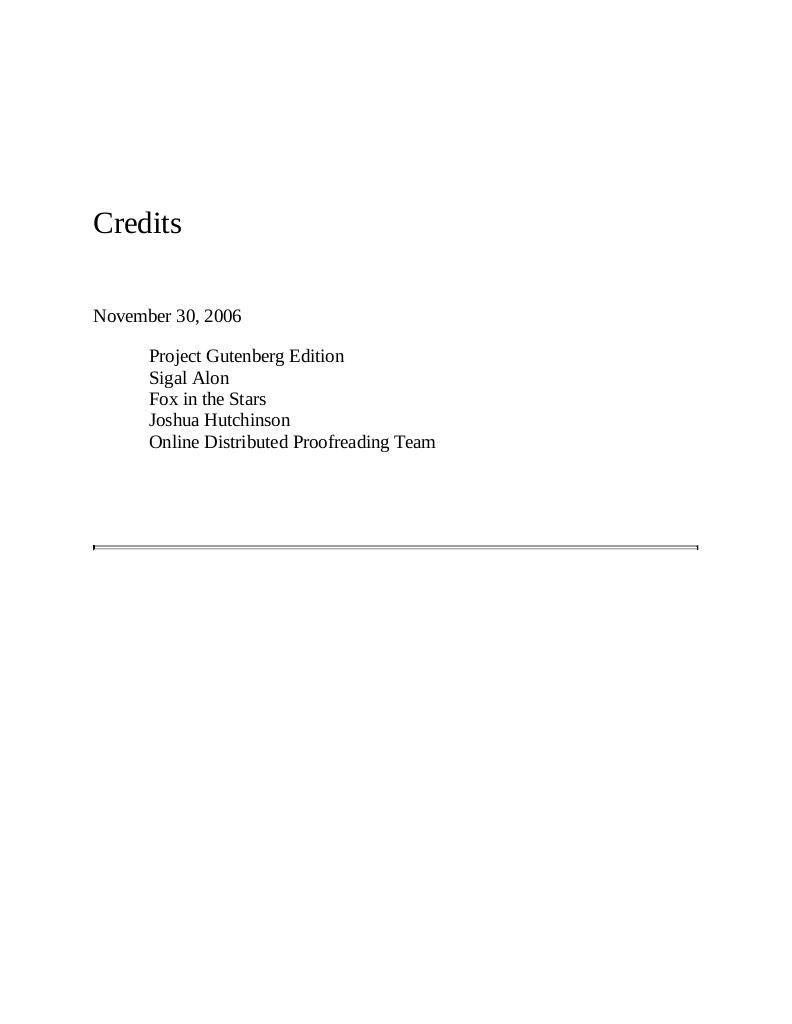 Credits
November 30, 2006
Project Gutenberg Edition
Sigal Alon
Fox in the Stars
Joshua Hutchinson
Online Distributed Proofreading Team